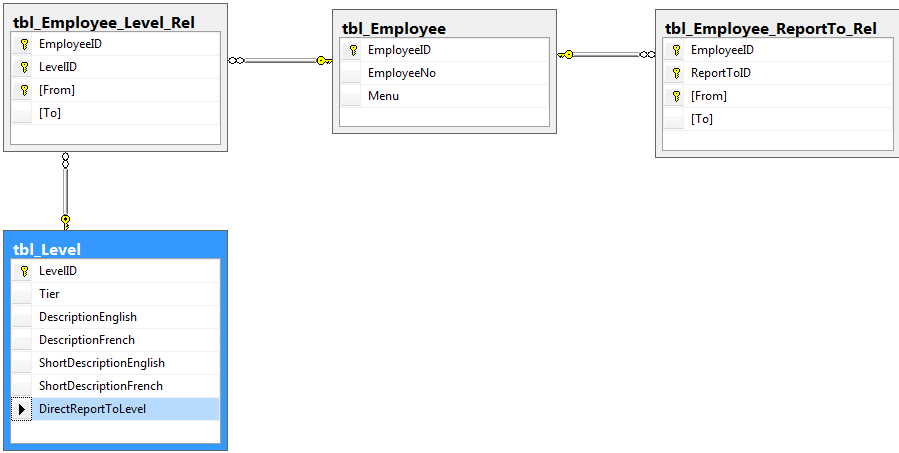 tbl_Employee_Level_Rel
EmployeeID
LevelID
[From]
[To]
tbl_Employee
EmployeeID
EmployeeNo
Menu
tbl_Employee_ReportTo_Rel
EmployeeID
ReportToID
[From]
[To]
tbl_Level
LevelID
Tier
DescriptionEnglish
DescriptionFrench
ShortDescriptionEnglish
ShortDescriptionFrench
DirectReportToLevel